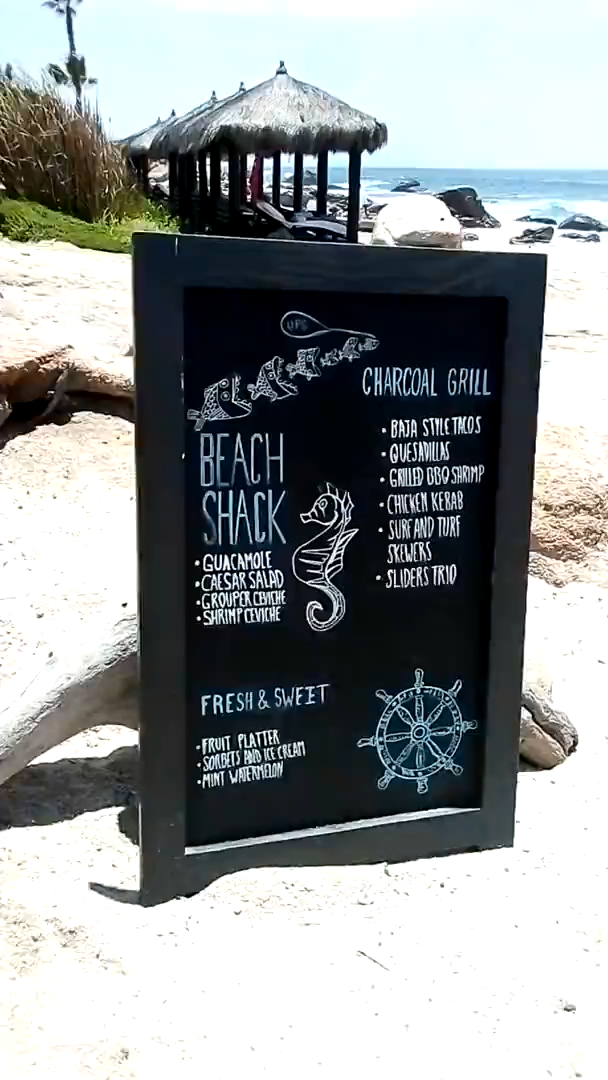 UPS
BEACH
SHACK
• GUACAMOLE
• CAESAR SALAD
• GROUPER CEVICHE
• SHRIMP CEVICHE
CHARCOAL GRILL
• BAJA STYLE TACOS
• QUESADILLAS
• GRILLED BBQ SHRIMP
• CHICKEN KEBAB
• SURF AND TURF
SKEWERS
• SLIDERS TRIO
FRESH & SWEET
• FRUIT PLATTER
• SORBETS AND ICE CREAM
• MINT WATERMELON